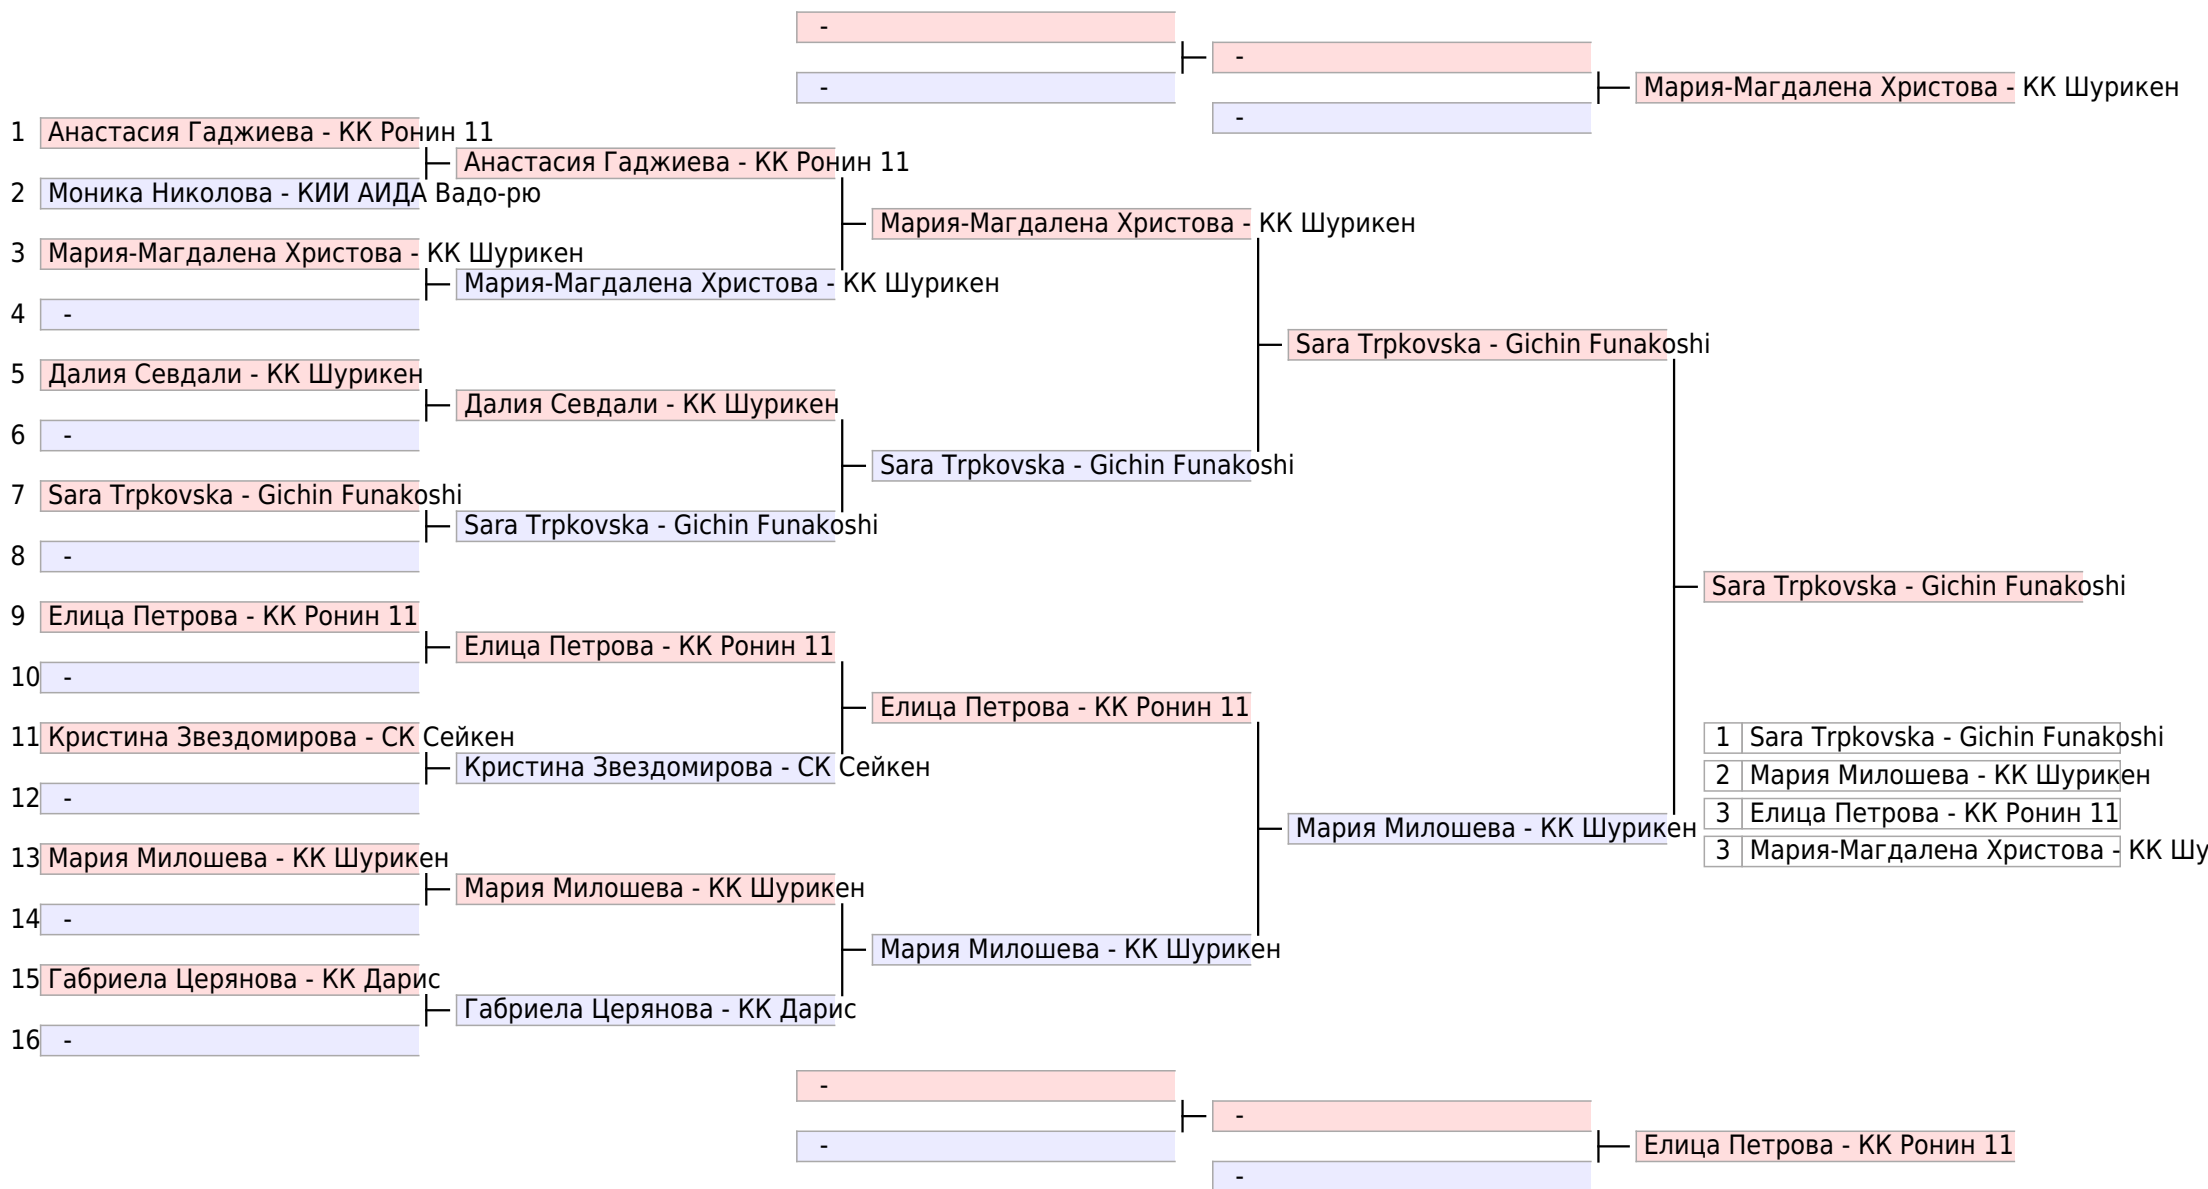 -
-
-
-
Мария-Магдалена Христова - КК Шурикен
1 Анастасия Гаджиева - КК Ронин 11
2 Моника Николова - КИИ АИДА Вадо-рю
3 Мария-Магдалена Христова - КК Шурикен
4 -
5 Далия Севдали - КК Шурикен
6 -
7 Sara Trpkovska - Gichin Funakoshi
8 -
9 Елица Петрова - КК Ронин 11
10 -
11 Кристина Звездомирова - СК Сейкен
12 -
13 Мария Милошева - КК Шурикен
14 -
15 Габриела Церянова - КК Дарис
16 -
Анастасия Гаджиева - КК Ронин 11
Мария-Магдалена Христова - КК Шурикен
Далия Севдали - КК Шурикен
Sara Trpkovska - Gichin Funakoshi
Елица Петрова - КК Ронин 11
Кристина Звездомирова - СК Сейкен
Мария Милошева - КК Шурикен
Габриела Церянова - КК Дарис
Мария-Магдалена Христова - КК Шурикен
Sara Trpkovska - Gichin Funakoshi
Елица Петрова - КК Ронин 11
Мария Милошева - КК Шурикен
Sara Trpkovska - Gichin Funakoshi
Мария Милошева - КК Шурикен
Sara Trpkovska - Gichin Funakoshi
1 Sara Trpkovska - Gichin Funakoshi
2 Мария Милошева - КК Шурикен
3 Елица Петрова - КК Ронин 11
3 Мария-Магдалена Христова - КК Шу
-
-
-
-
Елица Петрова - КК Ронин 11